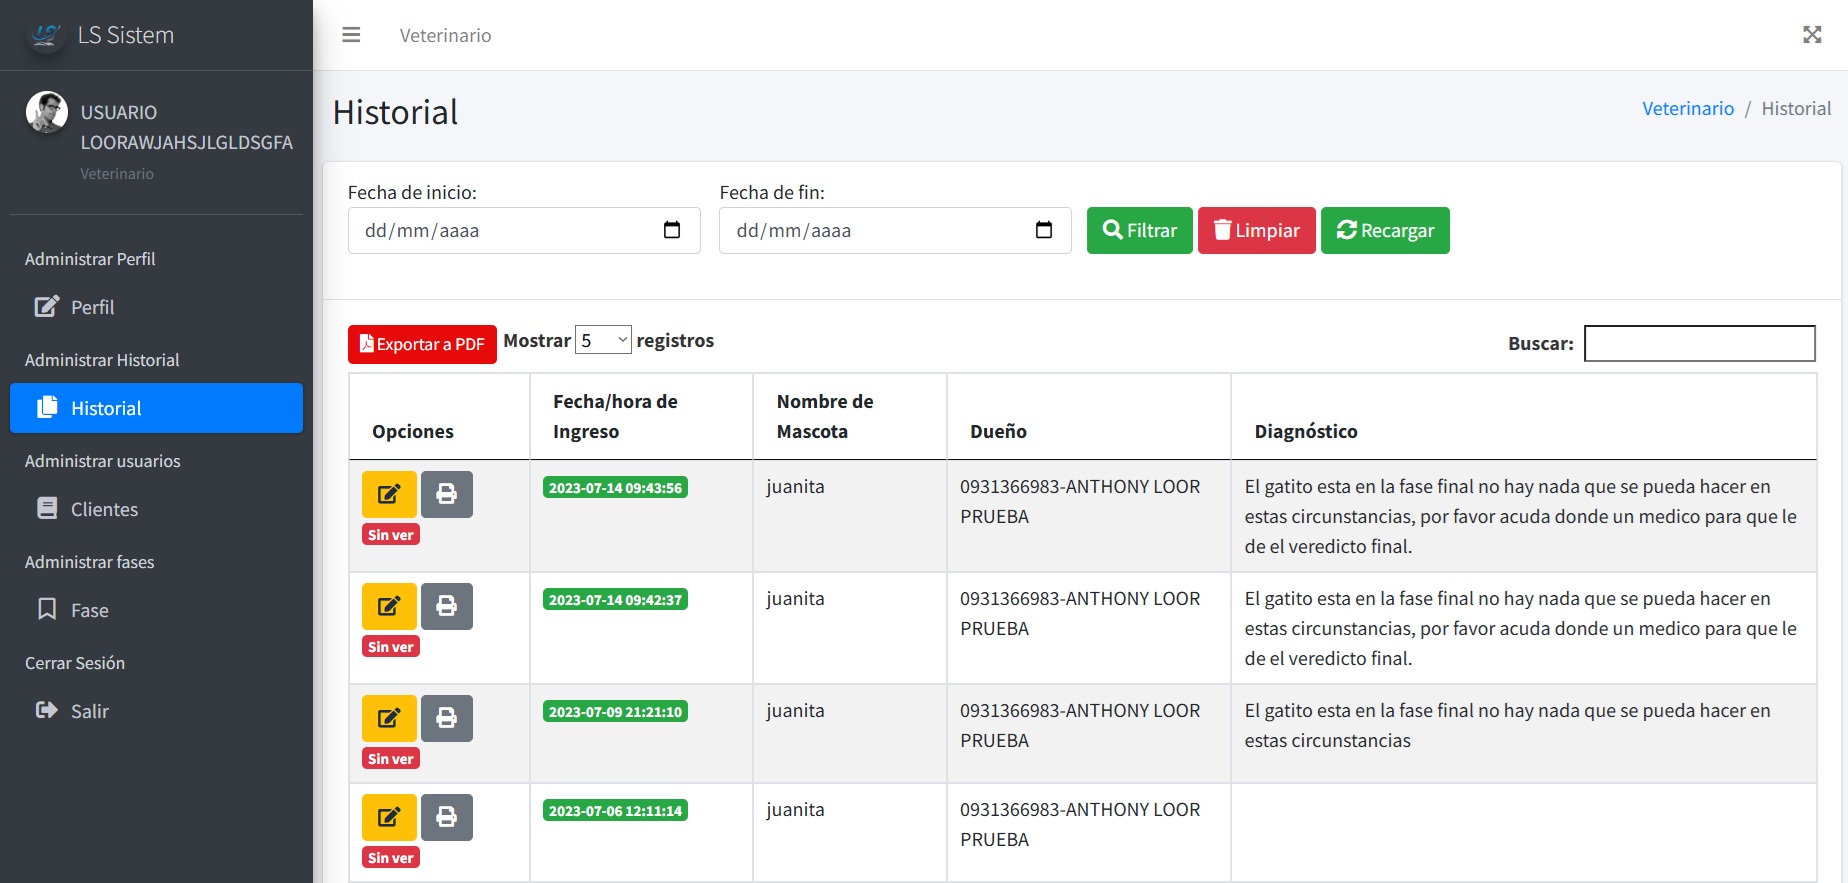 LS Sistem
Veterinario
USUARIO
LOORAWJAHSJLGLDSGFA
Veterinario
Administrar Perfil
Perfil
Administrar Historial
Historial
Administrar usuarios
Clientes
Administrar fases
Fase
Cerrar Sesión
Salir
Historial
Veterinario / Historial
Fecha de inicio:
Fecha de fin:
dd/mm/aaaa
dd/mm/aaaa
Filtrar
Limpiar
Recargar
Exportar a PDF
Mostrar 5 registros
Buscar:
Opciones
Fecha/hora de
Ingreso
Nombre de
Mascota
Dueño
Diagnóstico
Sin ver
2023-07-14 09:43:56
juanita
0931366983-ANTHONY LOOR
PRUEBA
El gatito esta en la fase final no hay nada que se pueda hacer en
estas circunstancias, por favor acuda donde un medico para que le
de el veredicto final.
Sin ver
2023-07-14 09:42:37
juanita
0931366983-ANTHONY LOOR
PRUEBA
El gatito esta en la fase final no hay nada que se pueda hacer en
estas circunstancias, por favor acuda donde un medico para que le
de el veredicto final.
Sin ver
2023-07-09 21:21:10
juanita
0931366983-ANTHONY LOOR
PRUEBA
El gatito esta en la fase final no hay nada que se pueda hacer en
estas circunstancias
Sin ver
2023-07-06 12:11:14
juanita
0931366983-ANTHONY LOOR
PRUEBA